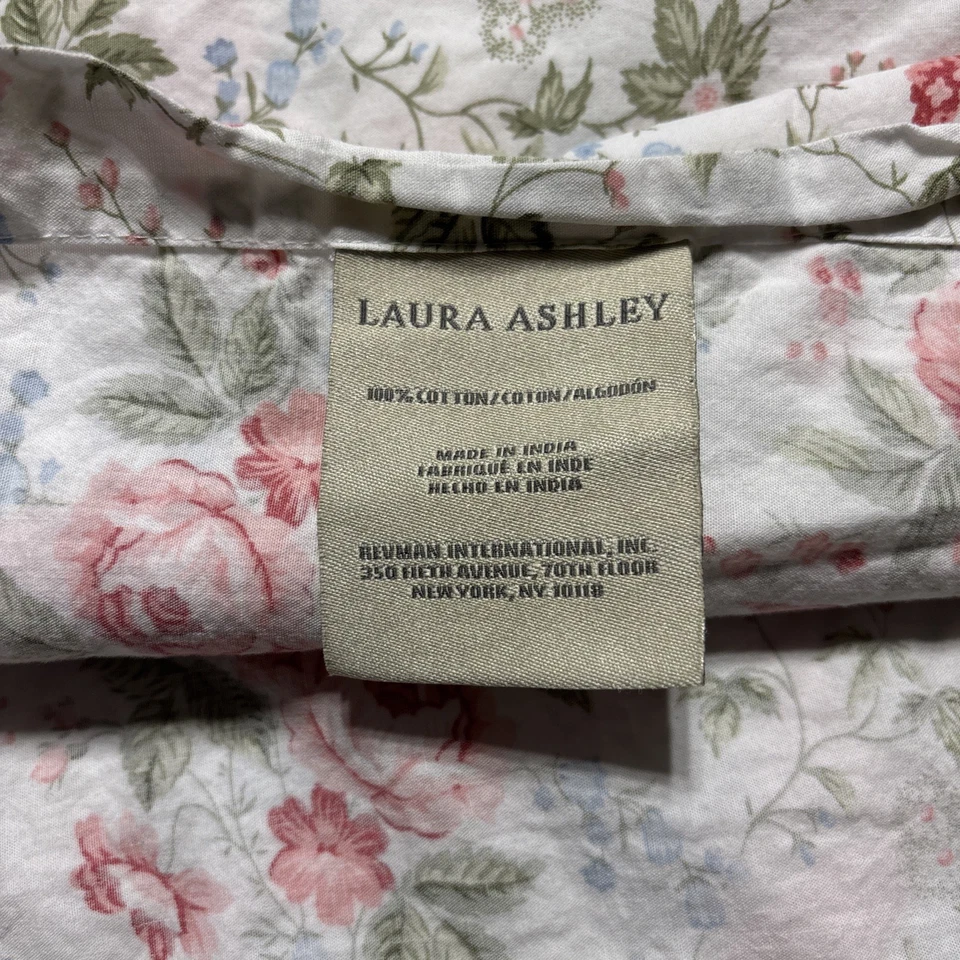 LAURA ASHLEY
100% COTTON/COTON/ALGODÓN
MADE IN INDIA
FABRIQUÉ EN INDE
HECHO EN INDIA
REVMAN INTERNATIONAL, INC.
350 FIFTH AVENUE, 70TH FLOOR
NEW YORK, NY 10118